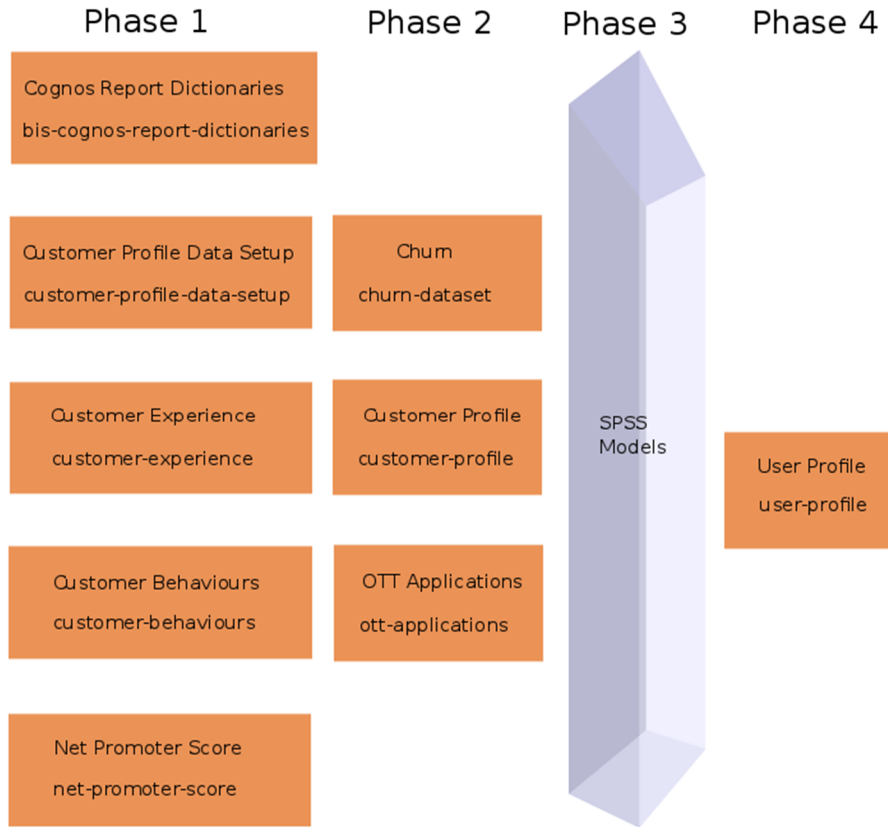 Phase 1
Phase 2
Phase 3
Phase 4
Cognos Report Dictionaries
bis-cognos-report-dictionaries
Customer Profile Data Setup
customer-profile-data-setup
Churn
churn-dataset
Customer Experience
customer-experience
Customer Profile
customer-profile
SPSS
Models
User Profile
user-profile
Customer Behaviours
customer-behaviours
OTT Applications
ott-applications
Net Promoter Score
net-promoter-score